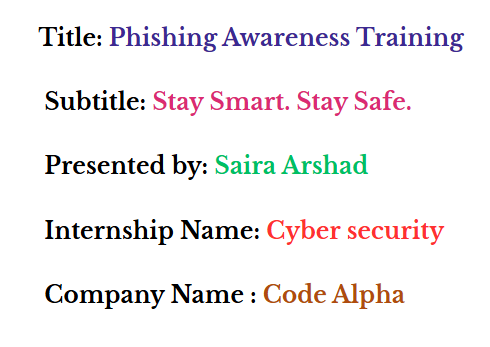 Title: Phishing Awareness Training
Subtitle: Stay Smart. Stay Safe.
Presented by: Saira Arshad
Internship Name: Cyber security
Company Name : Code Alpha